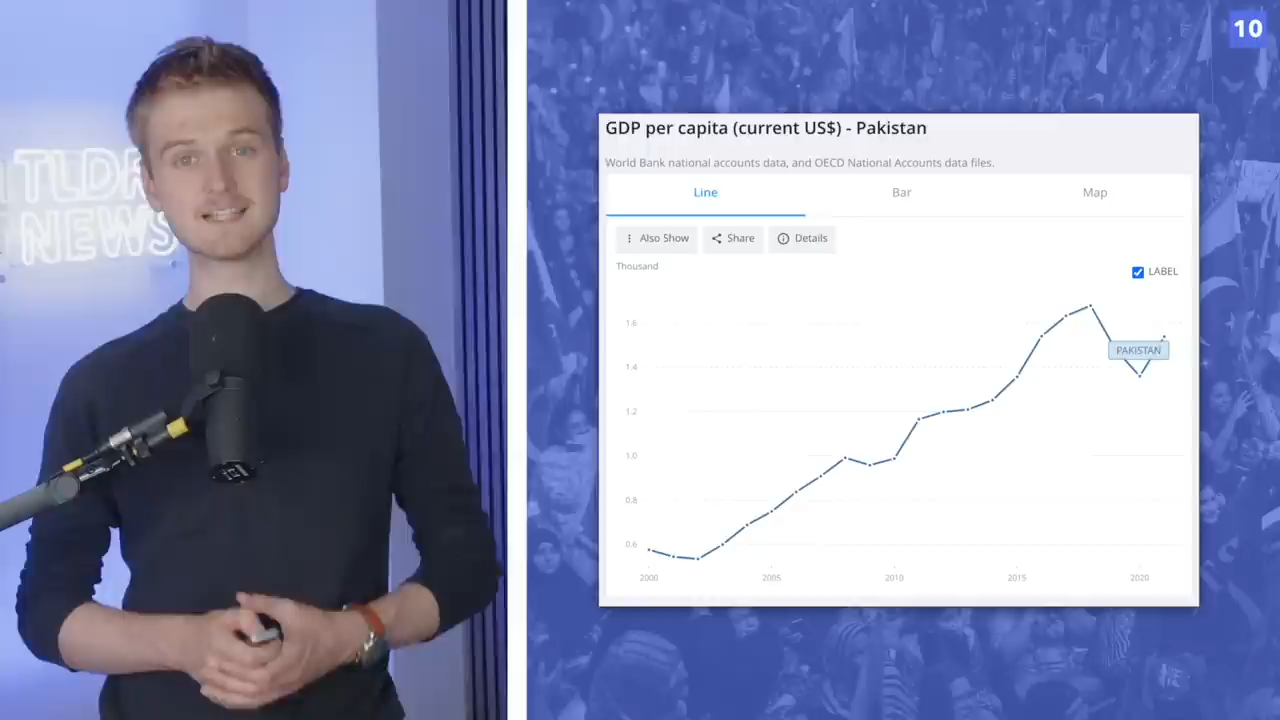 TLDR
NEWS
10
GDP per capita (current US$) - Pakistan
World Bank national accounts data, and OECD National Accounts data files.
Line Bar Map
Also Show Share Details
Thousand
LABEL
1.6
PAKISTAN
1.4
1.2
1.0
0.8
0.6
2000 2005 2010 2015 2020